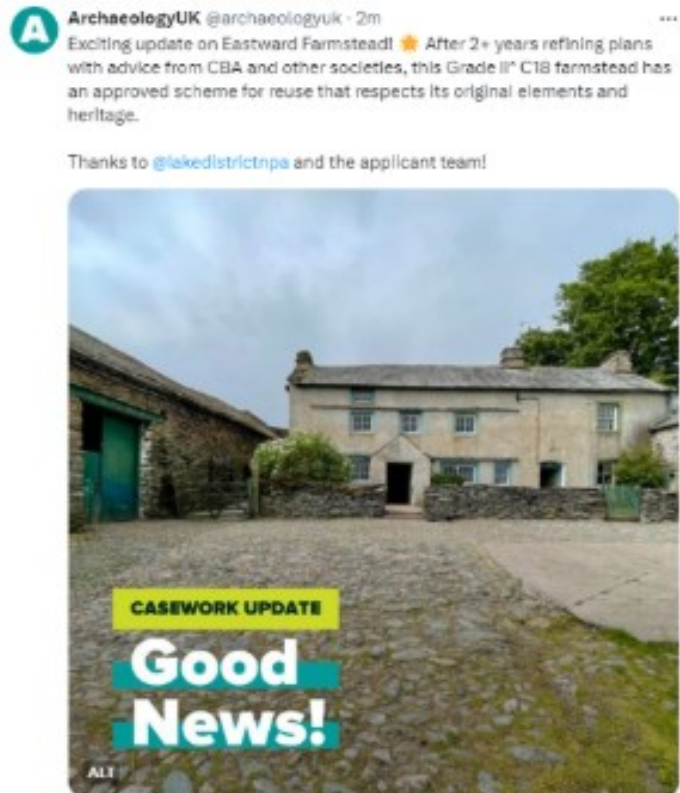 A
ArchaeologyUK @archaeologyuk · 2m
Exciting update on Eastward Farmstead! ⭐ After 2+ years refining plans
with advice from CBA and other societies, this Grade II* C18 farmstead has
an approved scheme for reuse that respects its original elements and
heritage.
Thanks to @lakedistrictnpa and the applicant team!
CASEWORK UPDATE
Good
News!
ALT